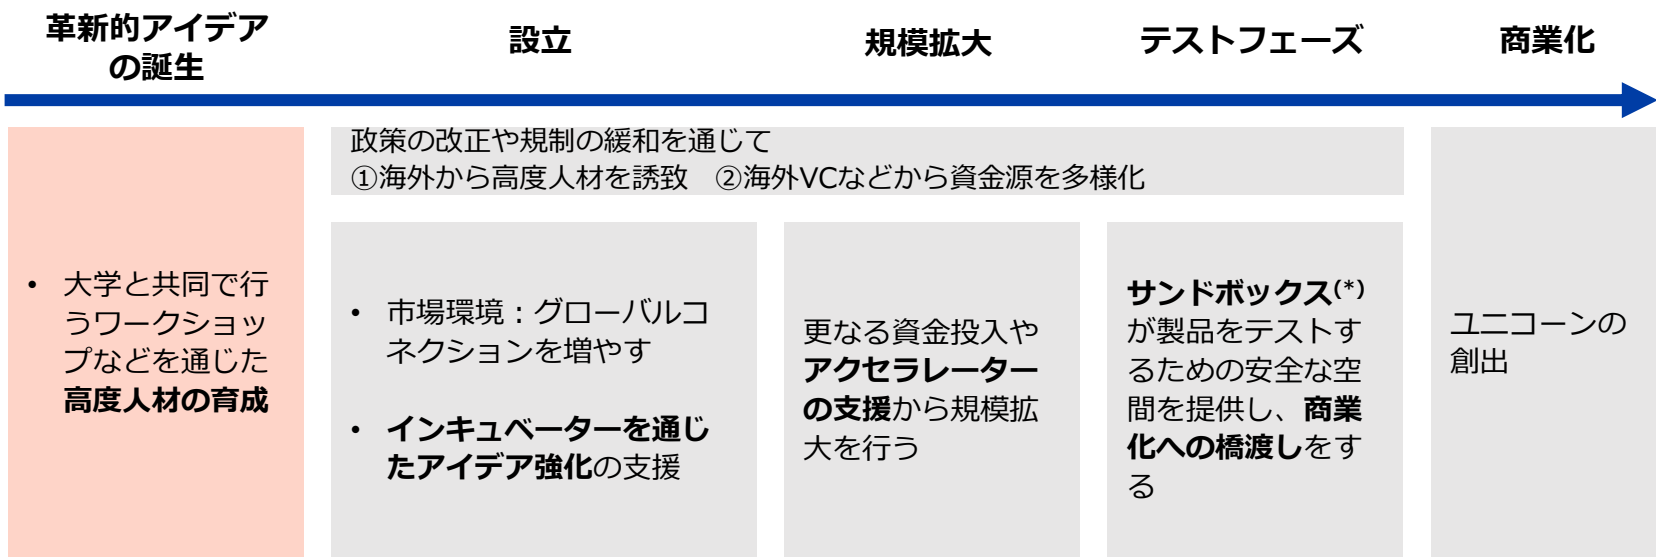 革新的アイデア
の誕生
設立
規模拡大
テストフェーズ
商業化
政策の改正や規制の緩和を通じて
①海外から高度人材を誘致　②海外VCなどから資金源を多様化
• 大学と共同で行
うワークショッ
プなどを通じた
高度人材の育成
• 市場環境：グローバルコ
ネクションを増やす
• インキュベーターを通じ
たアイデア強化の支援
更なる資金投入や
アクセラレーター
の支援から規模拡
大を行う
サンドボックス(*)
が製品をテストす
るための安全な空
間を提供し、商業
化への橋渡しをす
る
ユニコーンの
創出